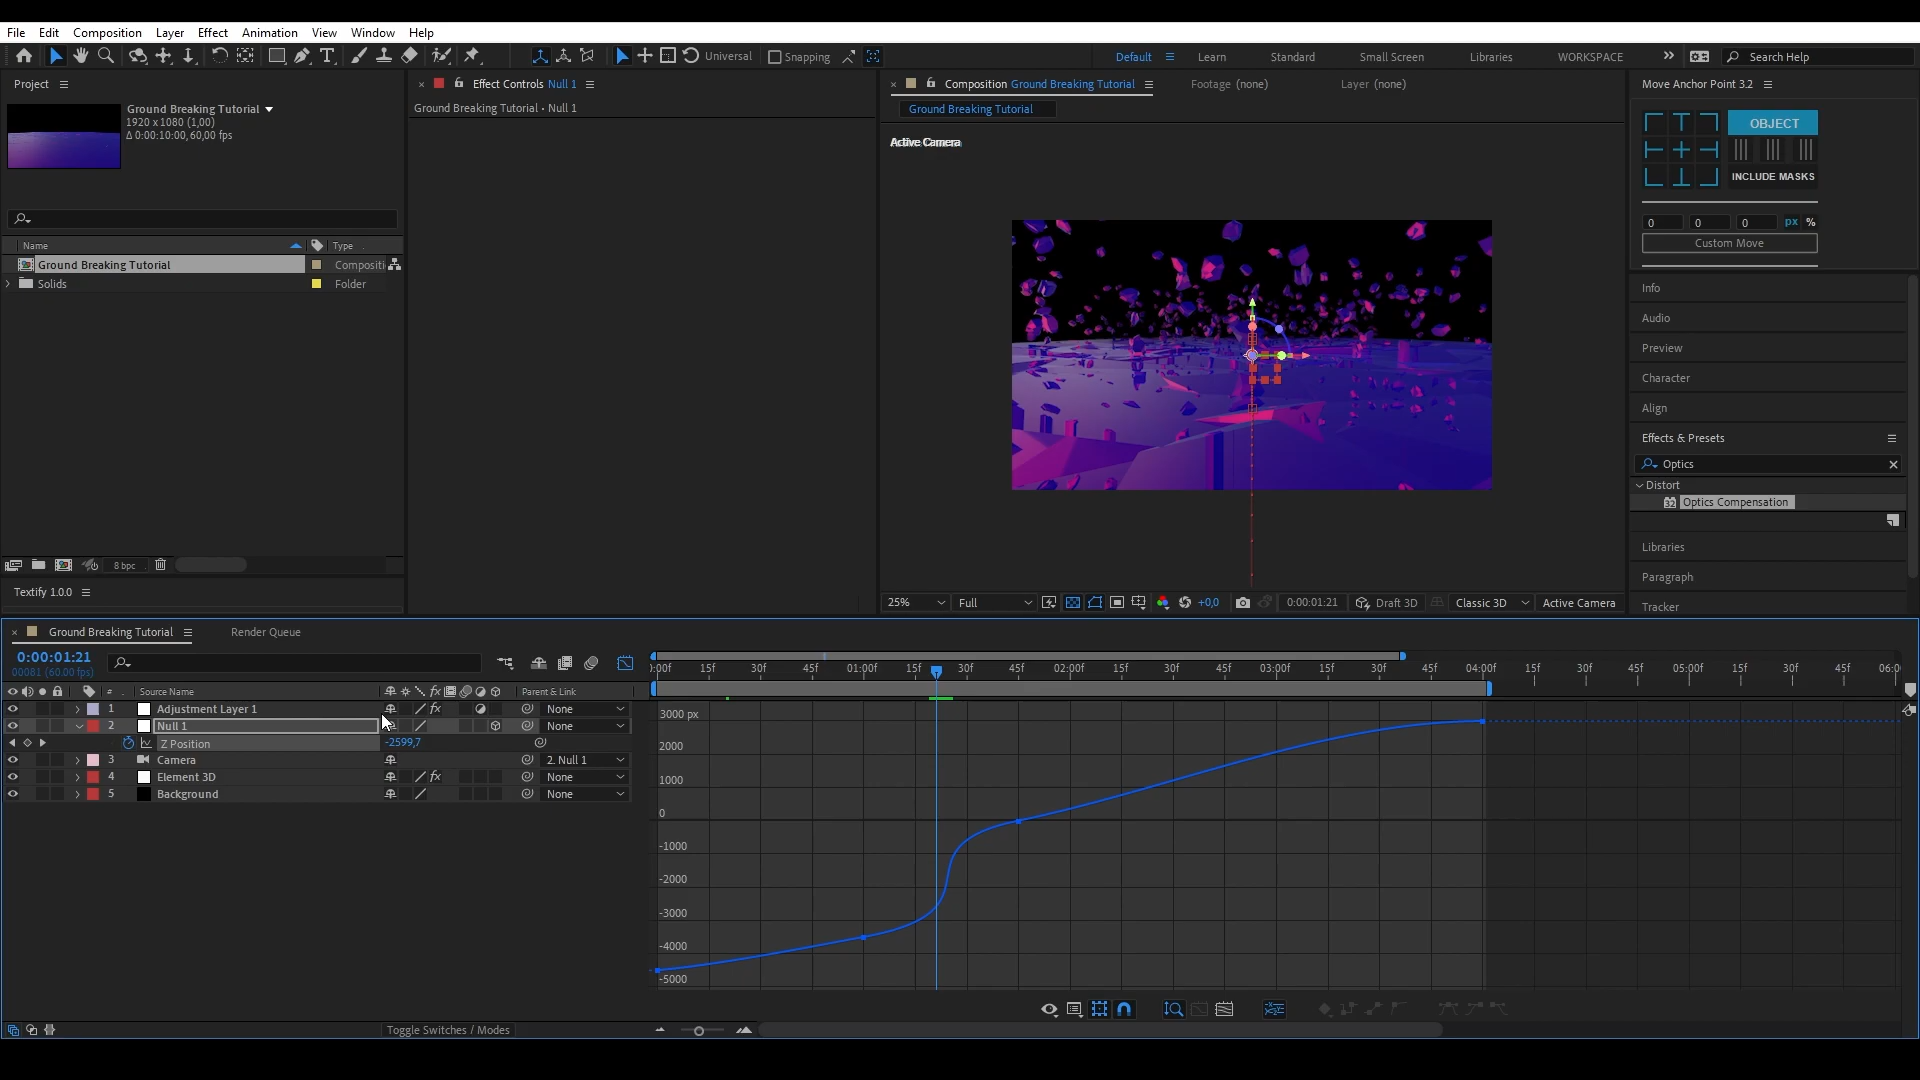 File Edit Composition Layer Effect Animation View Window Help
Universal Snapping Default Learn Standard Small Screen Libraries WORKSPACE Search Help
Project
Ground Breaking Tutorial
1920 x 1080 (1,00)
Δ 0:00:10:00, 60,00 fps
Name Type
Ground Breaking Tutorial Compositi
Solids Folder
8 bpc
Textify 1.0.0
Effect Controls Null 1
Ground Breaking Tutorial • Null 1
Composition Ground Breaking Tutorial Footage (none) Layer (none)
Ground Breaking Tutorial
Active Camera
25% Full +0,0 0:00:01:21 Draft 3D Classic 3D Active Camera
Move Anchor Point 3.2
OBJECT
INCLUDE MASKS
0 0 0 px %
Custom Move
Info
Audio
Preview
Character
Align
Effects & Presets
Optics
Distort
32 Optics Compensation
Libraries
Paragraph
Tracker
Ground Breaking Tutorial Render Queue
0:00:01:21
00081 (60.00 fps)
# Source Name fx Parent & Link
1 Adjustment Layer 1 fx None
2 Null 1 None
Z Position -2599,7
3 Camera 2. Null 1
4 Element 3D fx None
5 Background None
Toggle Switches / Modes
):00f 15f 30f 45f 01:00f 15f 30f 45f 02:00f 15f 30f 45f 03:00f 15f 30f 45f 04:00f 15f 30f 45f 05:00f 15f 30f 45f 06:0
3000 px
2000
1000
0
-1000
-2000
-3000
-4000
-5000